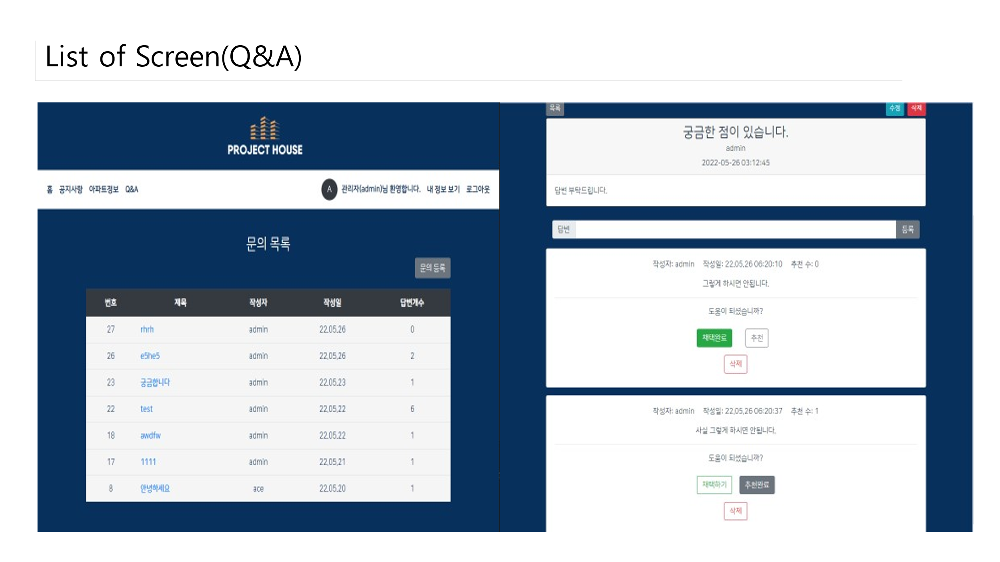 List of Screen(Q&A)
PROJECT HOUSE
홈 공지사항 아파트정보 Q&A
A 관리자(admin)님 환영합니다. 내 정보 보기 로그아웃
문의 목록
문의 등록
번호 제목 작성자 작성일 답변개수
27 rhrh admin 22.05.26 0
26 e5he5 admin 22.05.26 2
23 궁금합니다 admin 22.05.23 1
22 test admin 22.05.22 6
18 awdfw admin 22.05.22 1
17 1111 admin 22.05.21 1
8 안녕하세요 ace 22.05.20 1
목록 수정 삭제
궁금한 점이 있습니다.
admin
2022-05-26 03:12:45
답변 부탁드립니다.
답변 등록
작성자: admin 작성일: 22.05.26 06:20:10 추천 수: 0
그렇게 하시면 안됩니다.
도움이 되셨습니까?
채택완료 추천
삭제
작성자: admin 작성일: 22.05.26 06:20:37 추천 수: 1
사실 그렇게 하시면 안됩니다.
도움이 되셨습니까?
채택하기 추천완료
삭제